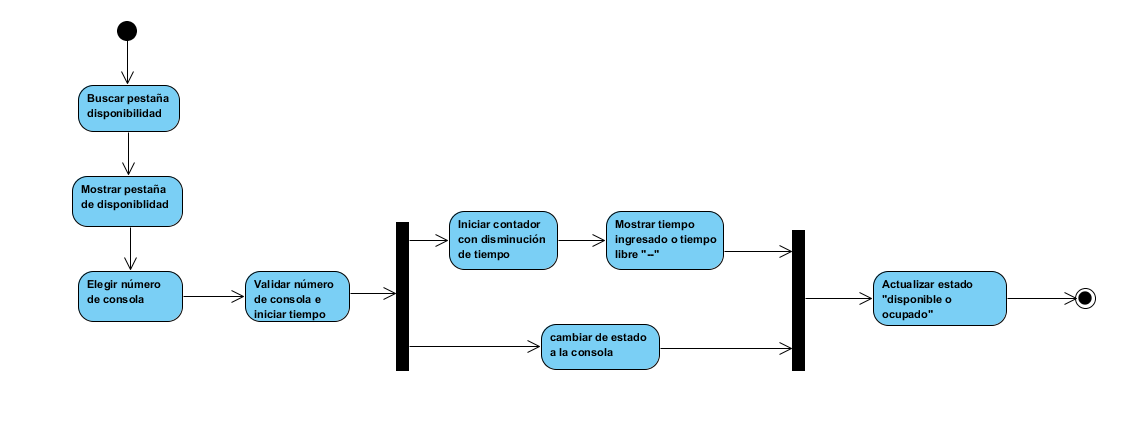 Buscar pestaña
disponibilidad
Mostrar pestaña
de disponiblidad
Elegir número
de consola
Validar número
de consola e
iniciar tiempo
Iniciar contador
con disminución
de tiempo
Mostrar tiempo
ingresado o tiempo
libre "--"
cambiar de estado
a la consola
Actualizar estado
"disponible o
ocupado"